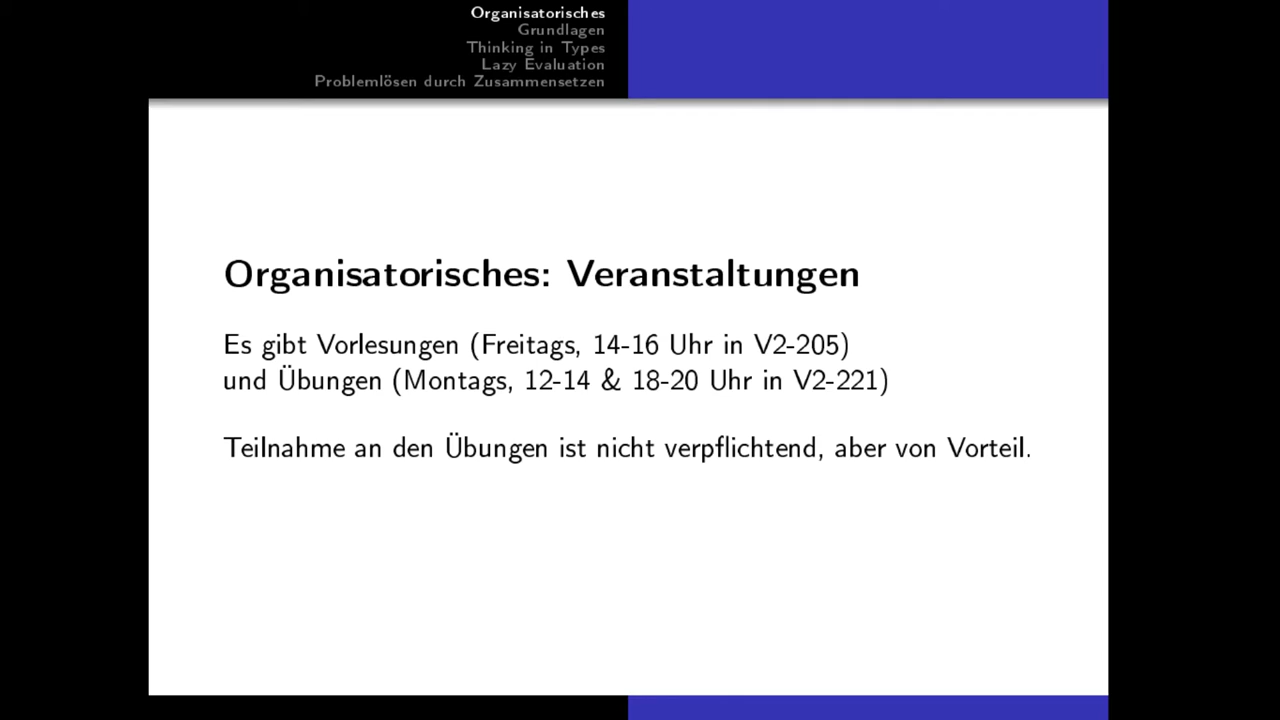 Organisatorisches
Grundlagen
Thinking in Types
Lazy Evaluation
Problemlösen durch Zusammensetzen
Organisatorisches: Veranstaltungen
Es gibt Vorlesungen (Freitags, 14-16 Uhr in V2-205)
und Übungen (Montags, 12-14 & 18-20 Uhr in V2-221)
Teilnahme an den Übungen ist nicht verpflichtend, aber von Vorteil.